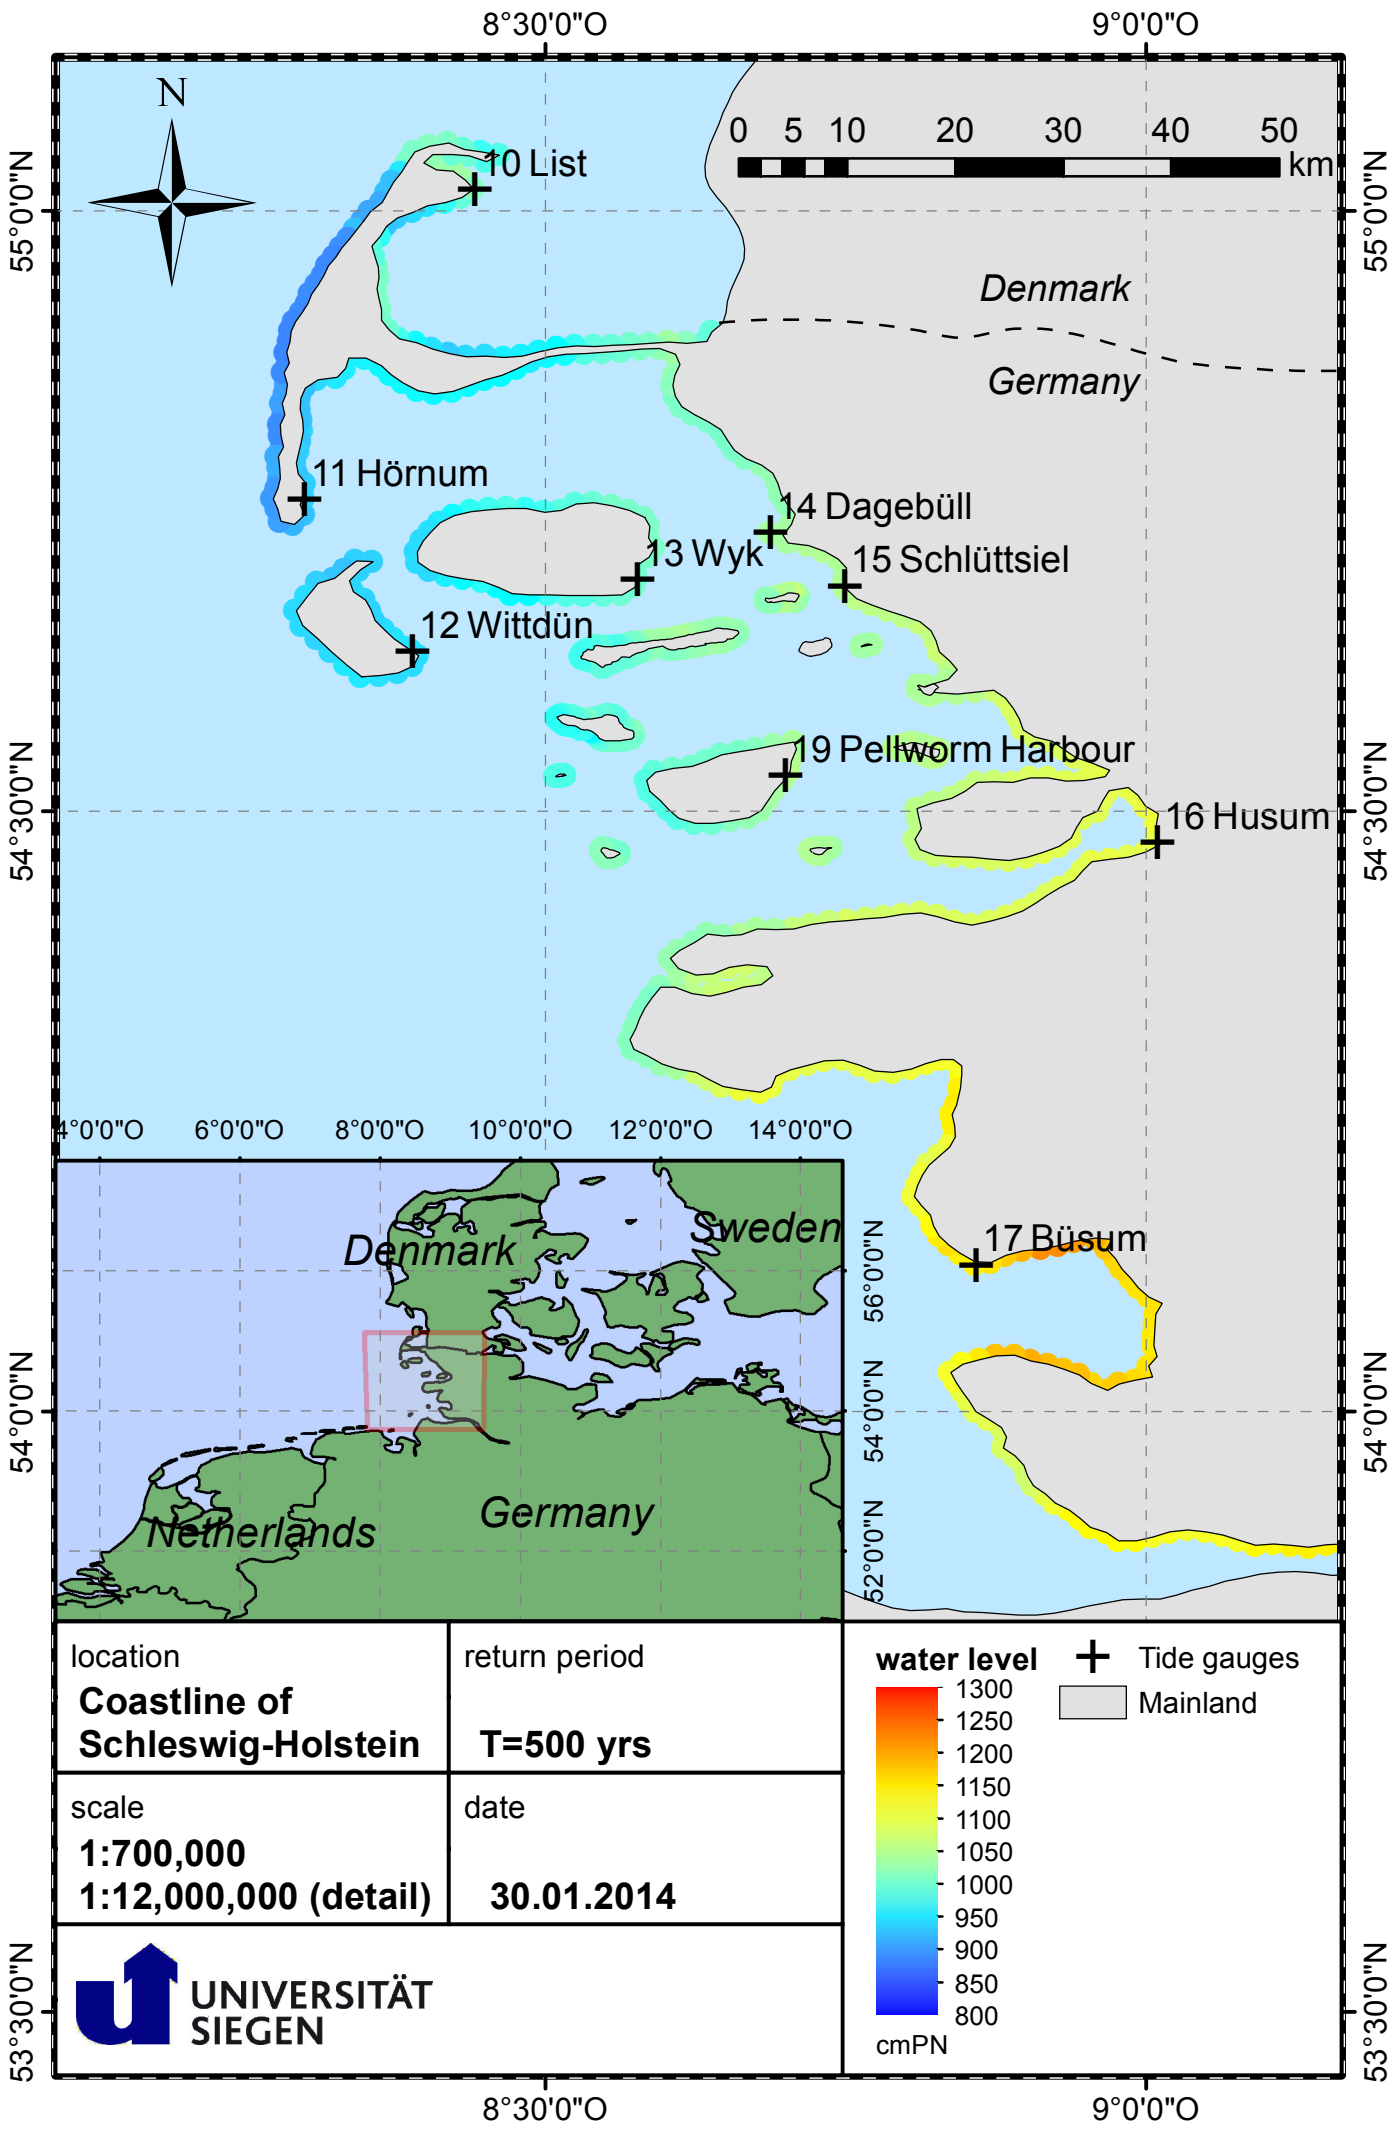 8°30'0"O 9°0'0"O
N
0 5 10 20 30 40 50
km
10 List
55°0'0"N 55°0'0"N
Denmark
Germany
11 Hörnum
14 Dagebüll
13 Wyk
15 Schlüttsiel
12 Wittdün
19 Pellworm Harbour
54°30'0"N 54°30'0"N
16 Husum
4°0'0"O 6°0'0"O 8°0'0"O 10°0'0"O 12°0'0"O 14°0'0"O
17 Büsum
Denmark
Sweden
56°0'0"N
54°0'0"N 54°0'0"N 54°0'0"N
Germany
Netherlands
52°0'0"N
location
Coastline of
Schleswig-Holstein
return period
T=500 yrs
scale
1:700,000
1:12,000,000 (detail)
date
30.01.2014
UNIVERSITÄT
SIEGEN
water level
1300
1250
1200
1150
1100
1050
1000
950
900
850
800
cmPN
Tide gauges
Mainland
53°30'0"N 53°30'0"N
8°30'0"O 9°0'0"O